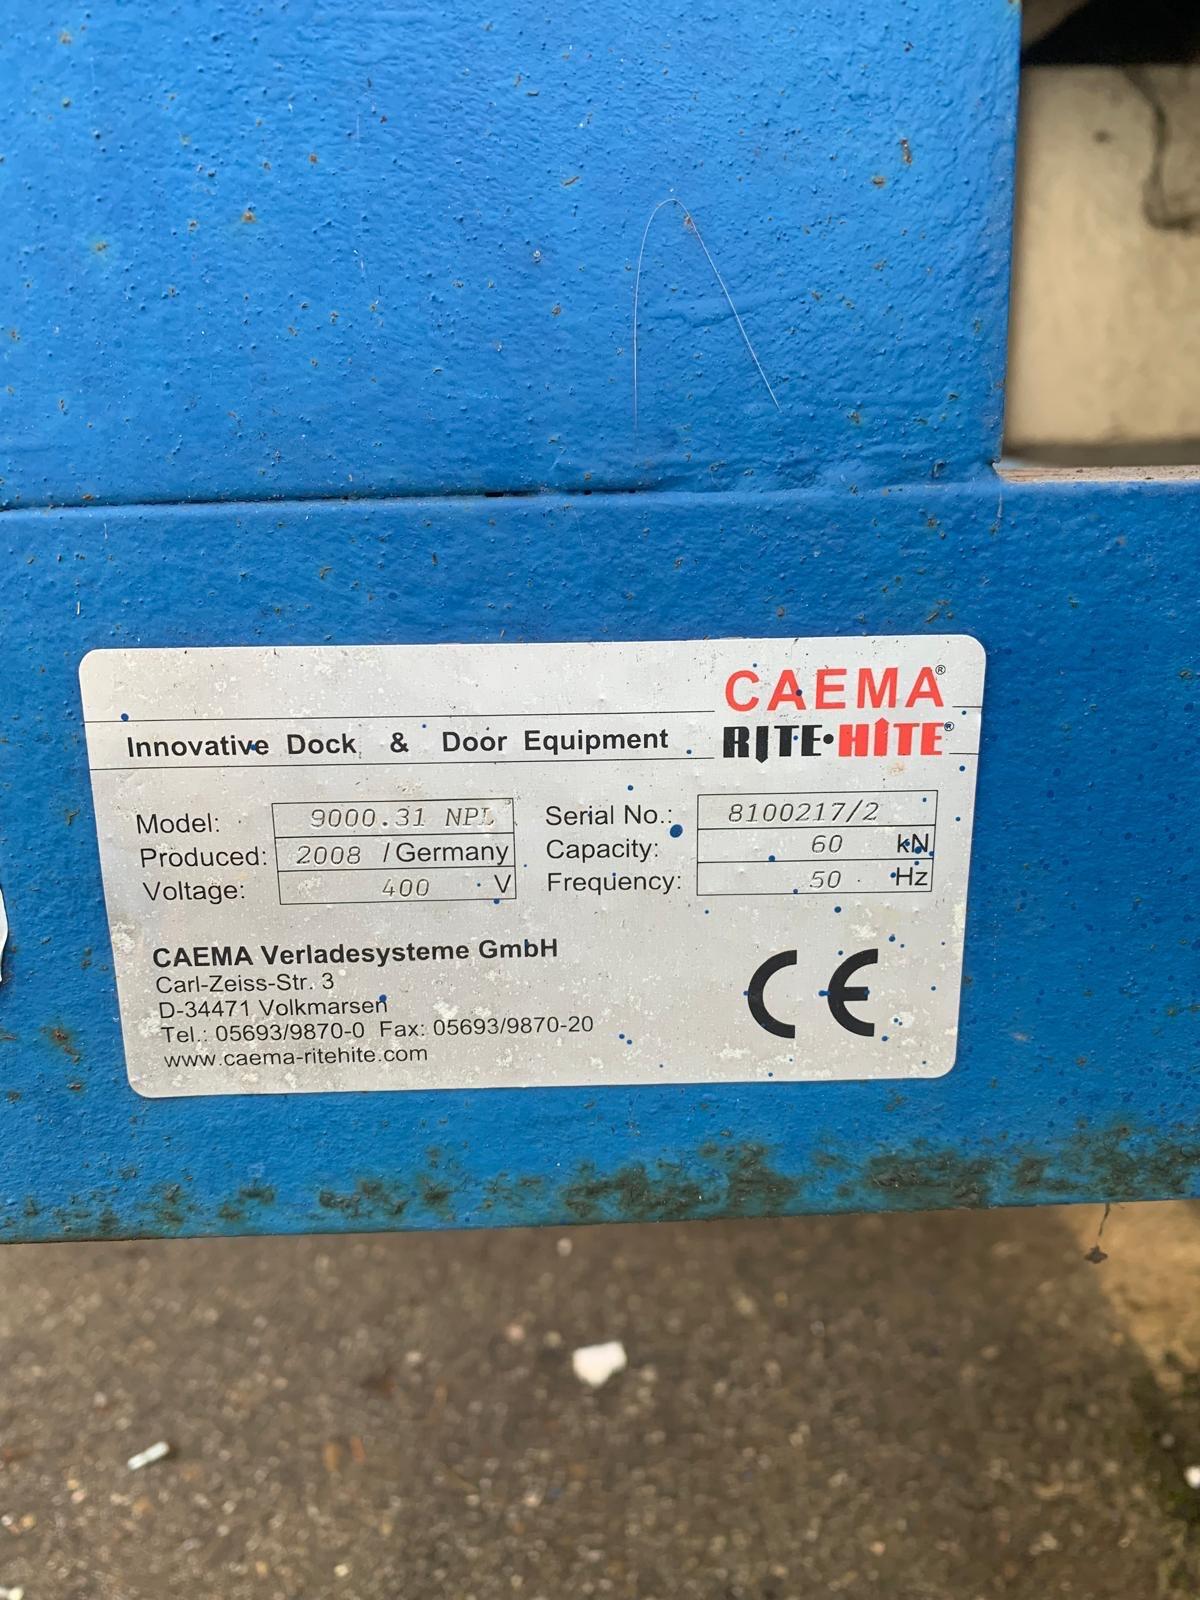 CAEMA®
Innovative Dock & Door Equipment RITE•HITE®
Model: 9000.31 NPL Serial No.: 8100217/2
Produced: 2008 / Germany Capacity: 60 kN
Voltage: 400 V Frequency: 50 Hz
CAEMA Verladesysteme GmbH
Carl-Zeiss-Str. 3
D-34471 Volkmarsen
Tel.: 05693/9870-0 Fax: 05693/9870-20
www.caema-ritehite.com
CE